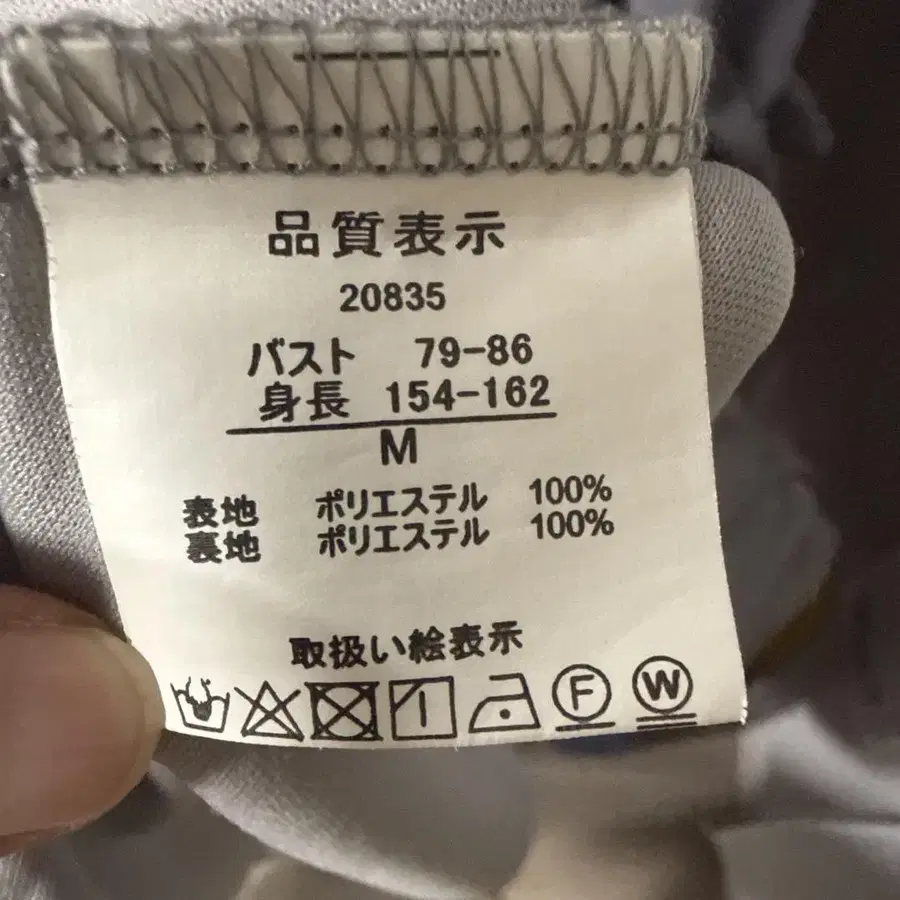 品質表示
20835
バスト 79-86
身長 154-162
M
表地 ポリエステル 100%
裏地 ポリエステル 100%
取扱い絵表示
F W